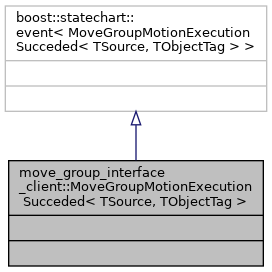 boost::statechart::
event< MoveGroupMotionExecution
Succeded< TSource, TObjectTag > >
move_group_interface
_client::MoveGroupMotionExecution
Succeded< TSource, TObjectTag >